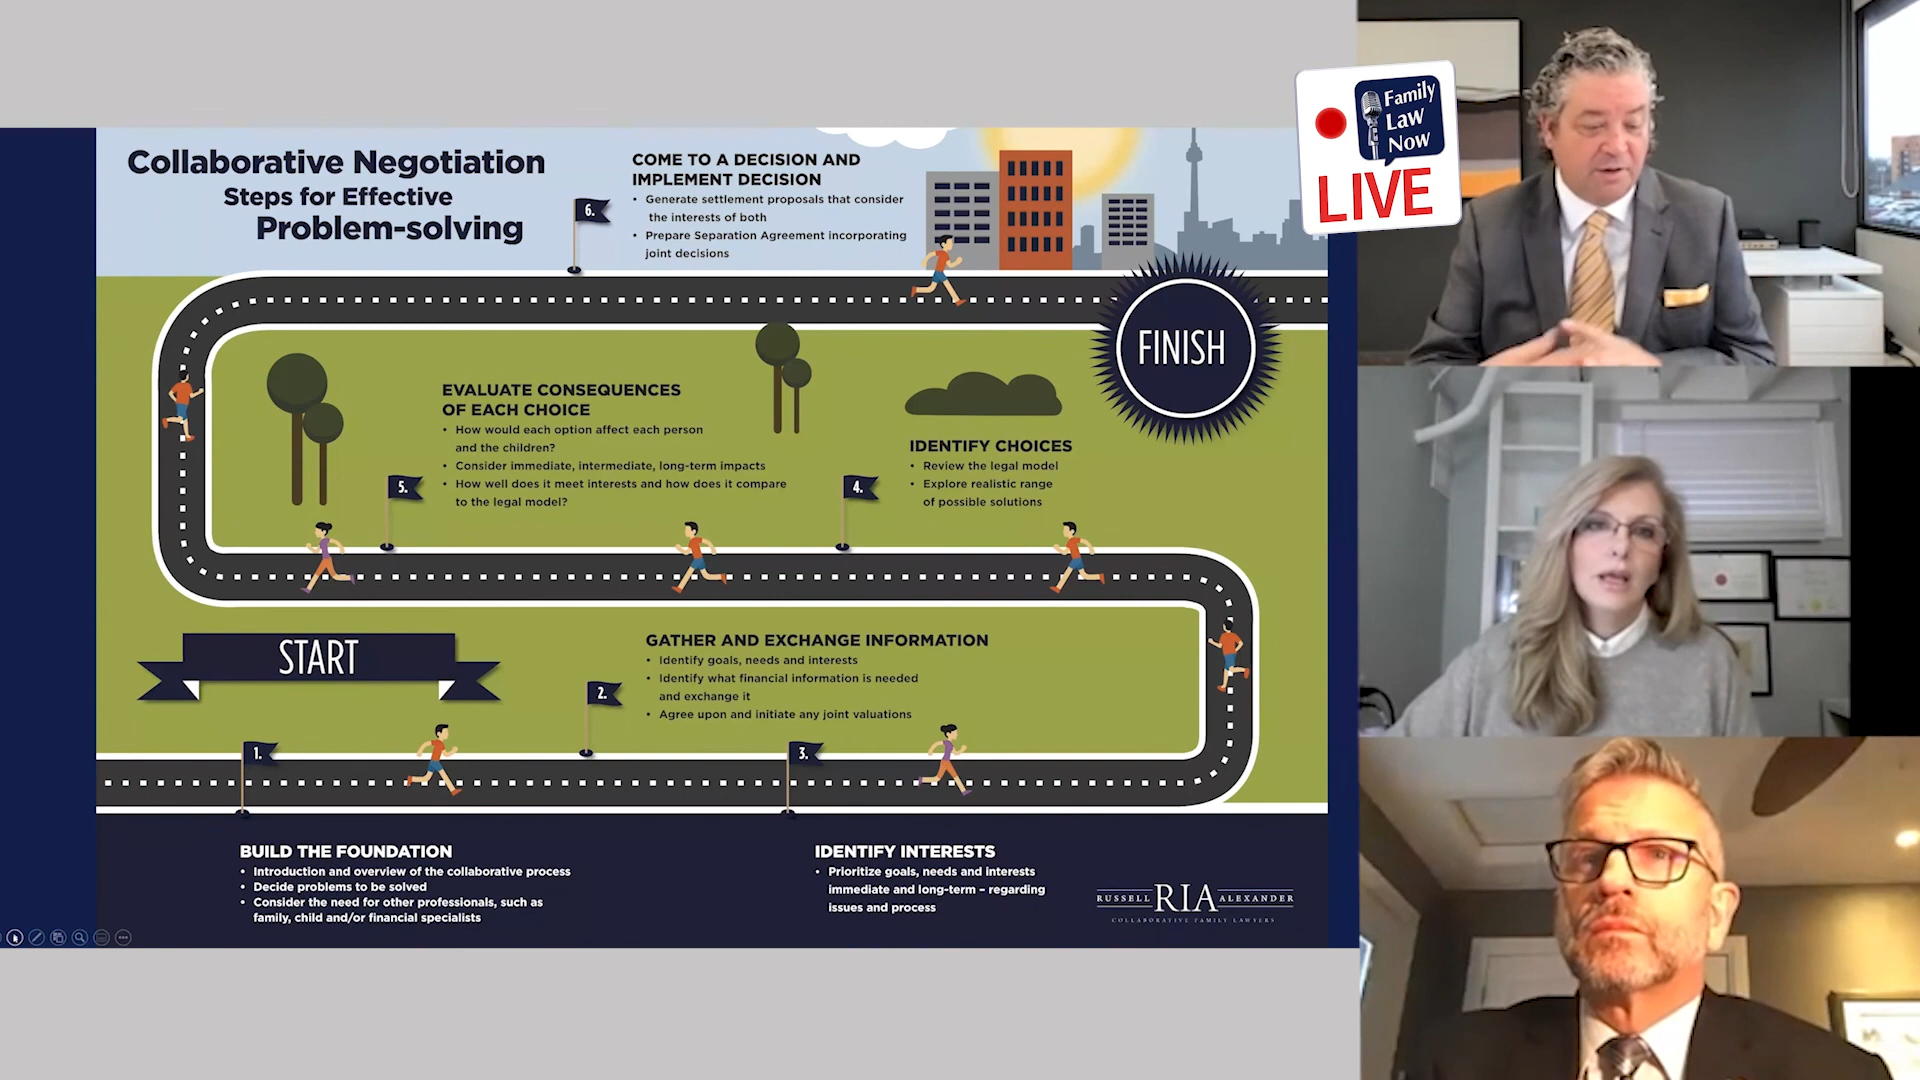 Collaborative Negotiation
Steps for Effective
Problem-solving
6.
COME TO A DECISION AND
IMPLEMENT DECISION
• Generate settlement proposals that consider
the interests of both
• Prepare Separation Agreement incorporating
joint decisions
Family
Law
Now
LIVE
FINISH
EVALUATE CONSEQUENCES
OF EACH CHOICE
• How would each option affect each person
and the children?
• Consider immediate, intermediate, long-term impacts
• How well does it meet interests and how does it compare
to the legal model?
5.
4.
IDENTIFY CHOICES
• Review the legal model
• Explore realistic range
of possible solutions
START
GATHER AND EXCHANGE INFORMATION
• Identify goals, needs and interests
• Identify what financial information is needed
and exchange it
• Agree upon and initiate any joint valuations
2.
1.
3.
BUILD THE FOUNDATION
• Introduction and overview of the collaborative process
• Decide problems to be solved
• Consider the need for other professionals, such as
family, child and/or financial specialists
IDENTIFY INTERESTS
• Prioritize goals, needs and interests
immediate and long-term – regarding
issues and process
RUSSELL RIA ALEXANDER
COLLABORATIVE FAMILY LAWYERS